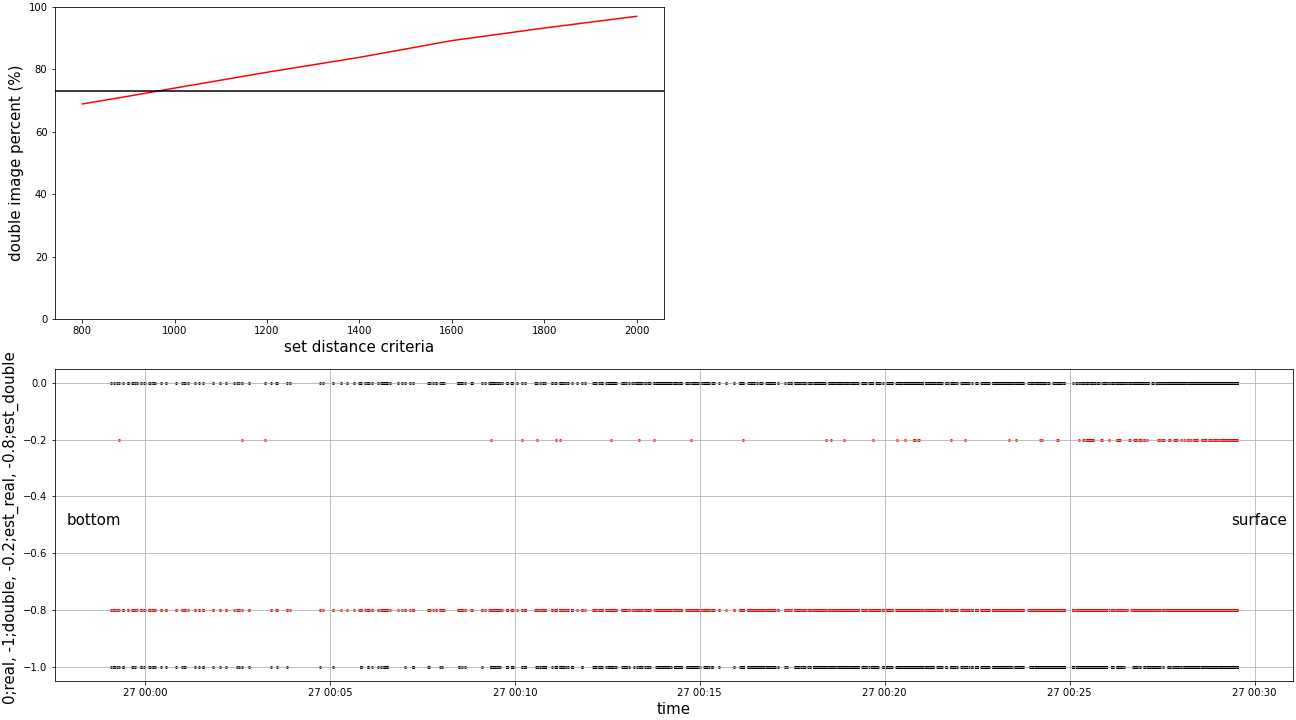 100
80
60
40
20
0
double image percent (%)
800 1000 1200 1400 1600 1800 2000
set distance criteria
0.0
−0.2
−0.4
−0.6
−0.8
−1.0
0;real, -1;double, -0.2;est_real, -0.8;est_double
bottom
surface
27 00:00 27 00:05 27 00:10 27 00:15 27 00:20 27 00:25 27 00:30
time